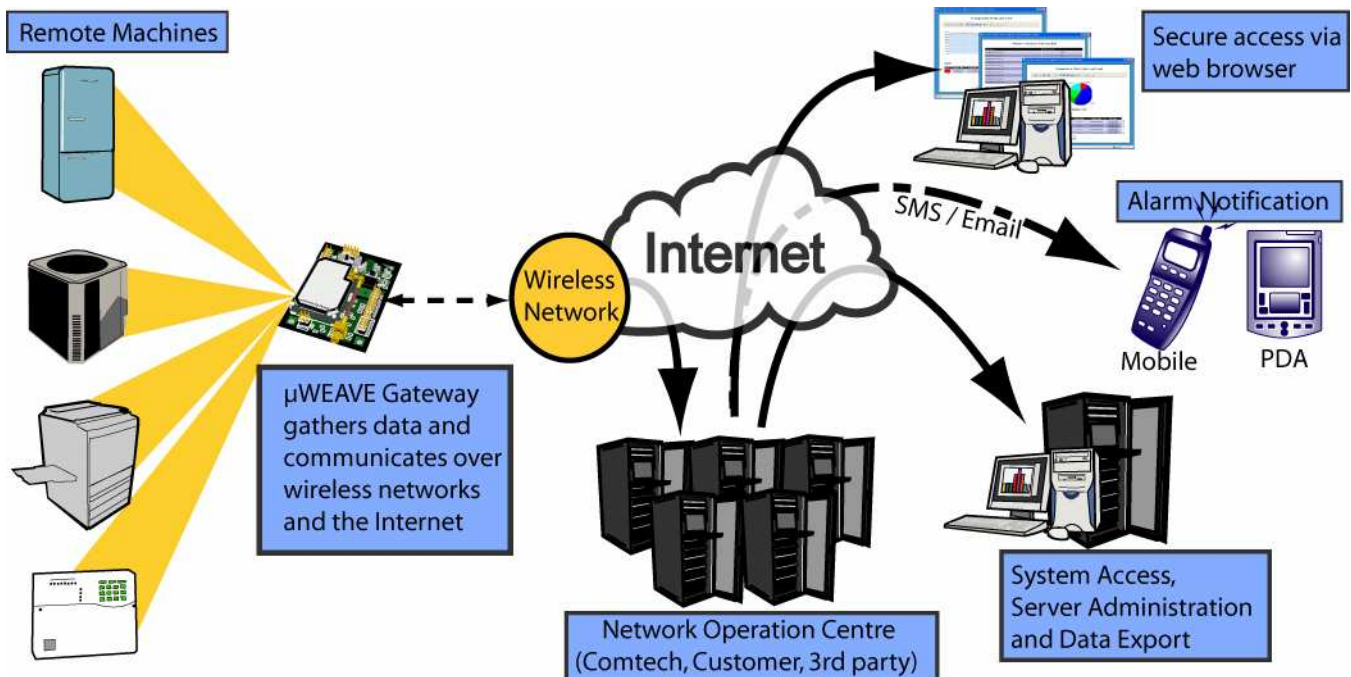 Remote Machines
Secure access via
web browser
Alarm Notification
SMS / Email
Internet
Wireless
Network
Mobile
PDA
µWEAVE Gateway
gathers data and
communicates over
wireless networks
and the Internet
System Access,
Server Administration
and Data Export
Network Operation Centre
(Comtech, Customer, 3rd party)